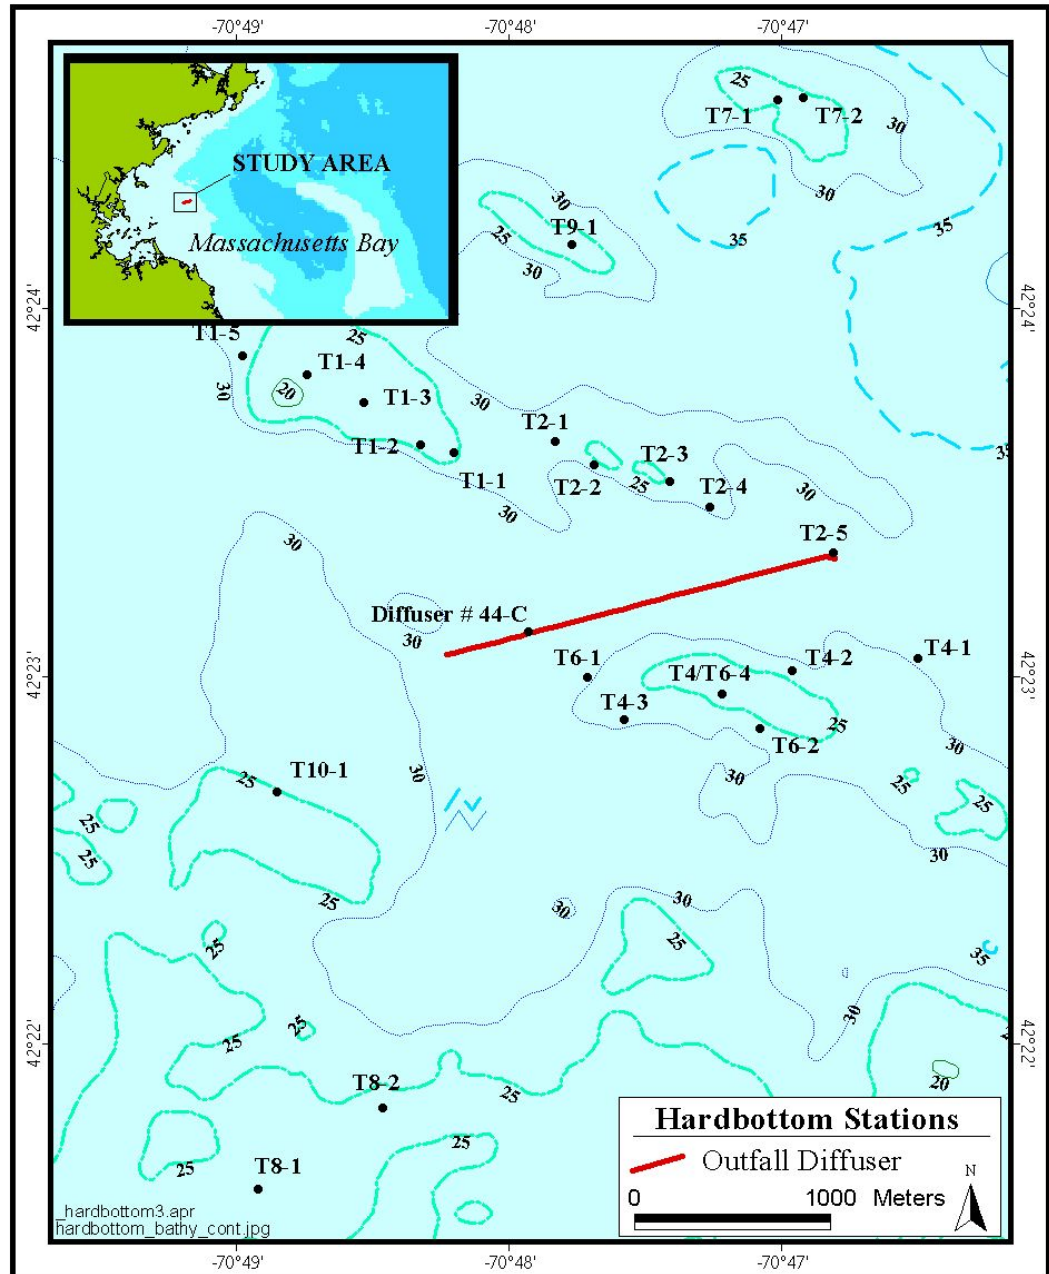 -70°49'
-70°48'
-70°47'
25
T7-1
T7-2
30
30
STUDY AREA
Massachusetts Bay
30
25
T9-1
30
35
35
42°24'
42°24'
T1-5
25
T1-4
30
20
T1-3
30
T2-1
T1-2
T1-1
T2-3
35
T2-2
25
T2-4
30
30
30
T2-5
Diffuser # 44-C
30
T6-1
T4/T6-4
T4-2
T4-1
42°23'
42°23'
T4-3
25
T6-2
30
30
25
T10-1
30
25
25
25
25
30
25
30
30
25
25
35
25
25
30
42°22'
42°22'
T8-2
25
20
25
25
T8-1
Hardbottom Stations
Outfall Diffuser
N
0 1000 Meters
_hardbottom3.apr
hardbottom_bathy_cont.jpg
-70°49'
-70°48'
-70°47'